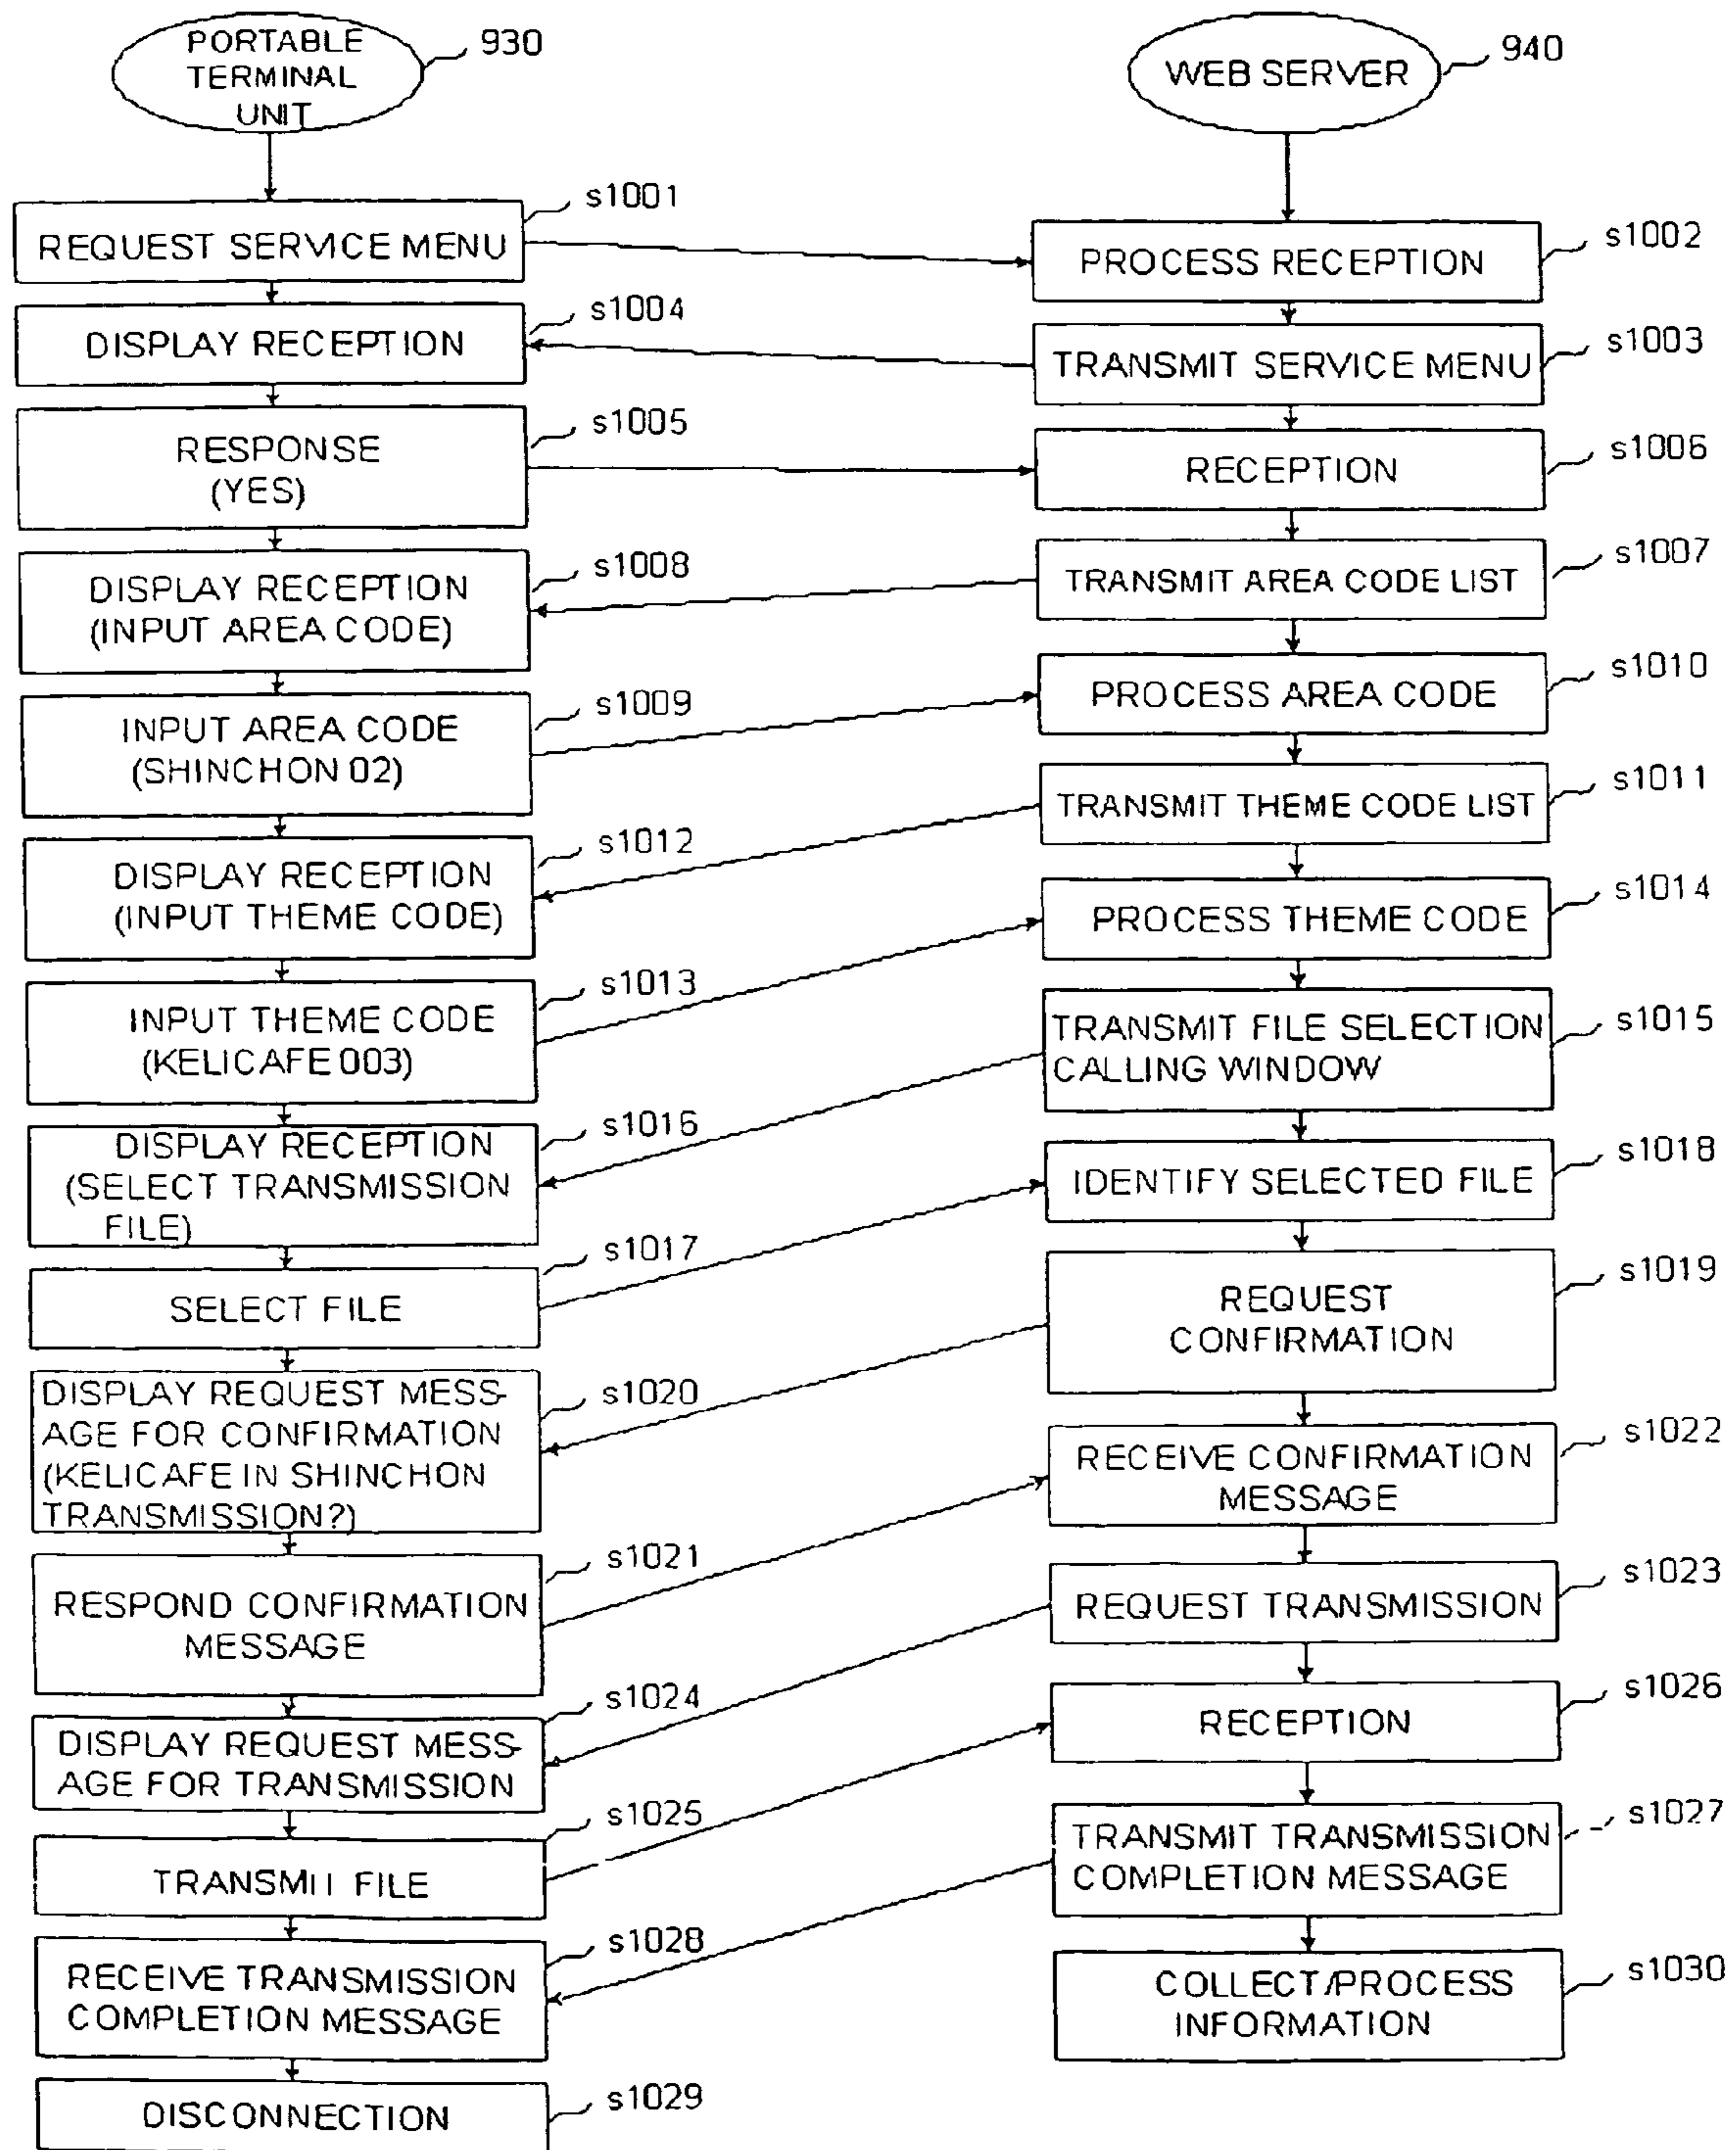 PORTABLE
TERMINAL
UNIT
930
WEB SERVER
940
s1001
REQUEST SERVICE MENU
s1002
PROCESS RECEPTION
s1004
DISPLAY RECEPTION
s1003
TRANSMIT SERVICE MENU
s1005
RESPONSE
(YES)
s1006
RECEPTION
s1008
DISPLAY RECEPTION
(INPUT AREA CODE)
s1007
TRANSMIT AREA CODE LIST
s1009
INPUT AREA CODE
(SHINCHON 02)
s1010
PROCESS AREA CODE
s1012
DISPLAY RECEPTION
(INPUT THEME CODE)
s1011
TRANSMIT THEME CODE LIST
s1013
INPUT THEME CODE
(KELICAFE 003)
s1014
PROCESS THEME CODE
s1016
DISPLAY RECEPTION
(SELECT TRANSMISSION
FILE)
s1015
TRANSMIT FILE SELECTION
CALLING WINDOW
s1017
SELECT FILE
s1018
IDENTIFY SELECTED FILE
s1020
DISPLAY REQUEST MESS-
AGE FOR CONFIRMATION
(KELICAFE IN SHINCHON
TRANSMISSION?)
s1019
REQUEST
CONFIRMATION
s1021
RESPOND CONFIRMATION
MESSAGE
s1022
RECEIVE CONFIRMATION
MESSAGE
s1024
DISPLAY REQUEST MESS-
AGE FOR TRANSMISSION
s1023
REQUEST TRANSMISSION
s1025
TRANSMIT FILE
s1026
RECEPTION
s1028
RECEIVE TRANSMISSION
COMPLETION MESSAGE
s1027
TRANSMIT TRANSMISSION
COMPLETION MESSAGE
s1029
DISCONNECTION
s1030
COLLECT/PROCESS
INFORMATION